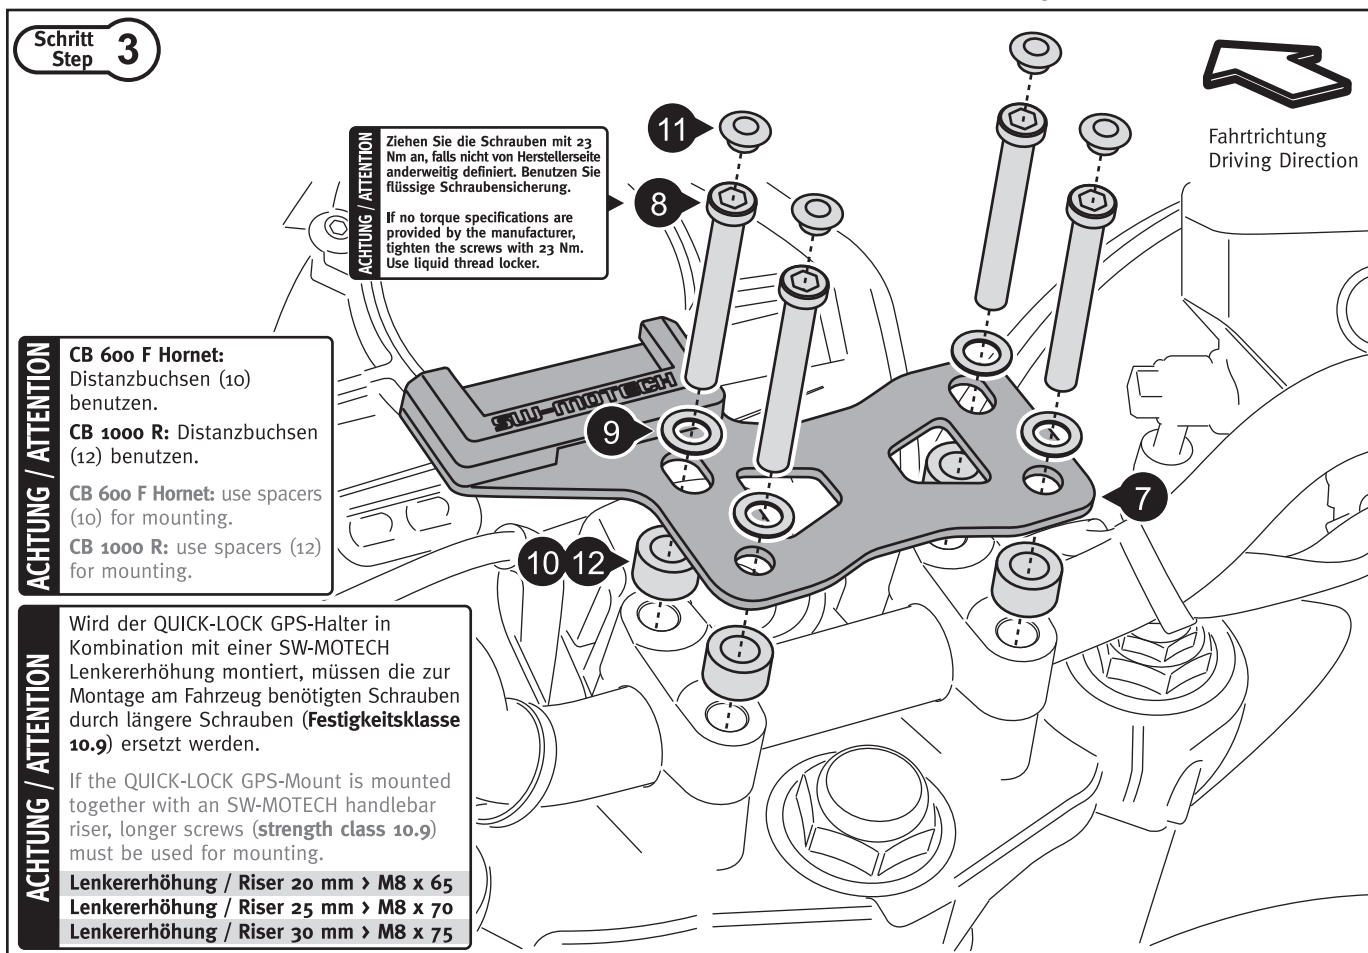 Schritt
Step
3
ACHTUNG / ATTENTION
Ziehen Sie die Schrauben mit 23
Nm an, falls nicht von Herstellerseite
anderweitig definiert. Benutzen Sie
flüssige Schraubensicherung.
If no torque specifications are
provided by the manufacturer,
tighten the screws with 23 Nm.
Use liquid thread locker.
11
8
Fahrtrichtung
Driving Direction
ACHTUNG / ATTENTION
CB 600 F Hornet:
Distanzbuchsen (10)
benutzen.
CB 1000 R: Distanzbuchsen
(12) benutzen.
CB 600 F Hornet: use spacers
(10) for mounting.
CB 1000 R: use spacers (12)
for mounting.
SW-MOTECH
9
7
10 12
ACHTUNG / ATTENTION
Wird der QUICK-LOCK GPS-Halter in
Kombination mit einer SW-MOTECH
Lenkererhöhung montiert, müssen die zur
Montage am Fahrzeug benötigten Schrauben
durch längere Schrauben (Festigkeitsklasse
10.9) ersetzt werden.
If the QUICK-LOCK GPS-Mount is mounted
together with an SW-MOTECH handlebar
riser, longer screws (strength class 10.9)
must be used for mounting.
Lenkererhöhung / Riser 20 mm > M8 x 65
Lenkererhöhung / Riser 25 mm > M8 x 70
Lenkererhöhung / Riser 30 mm > M8 x 75